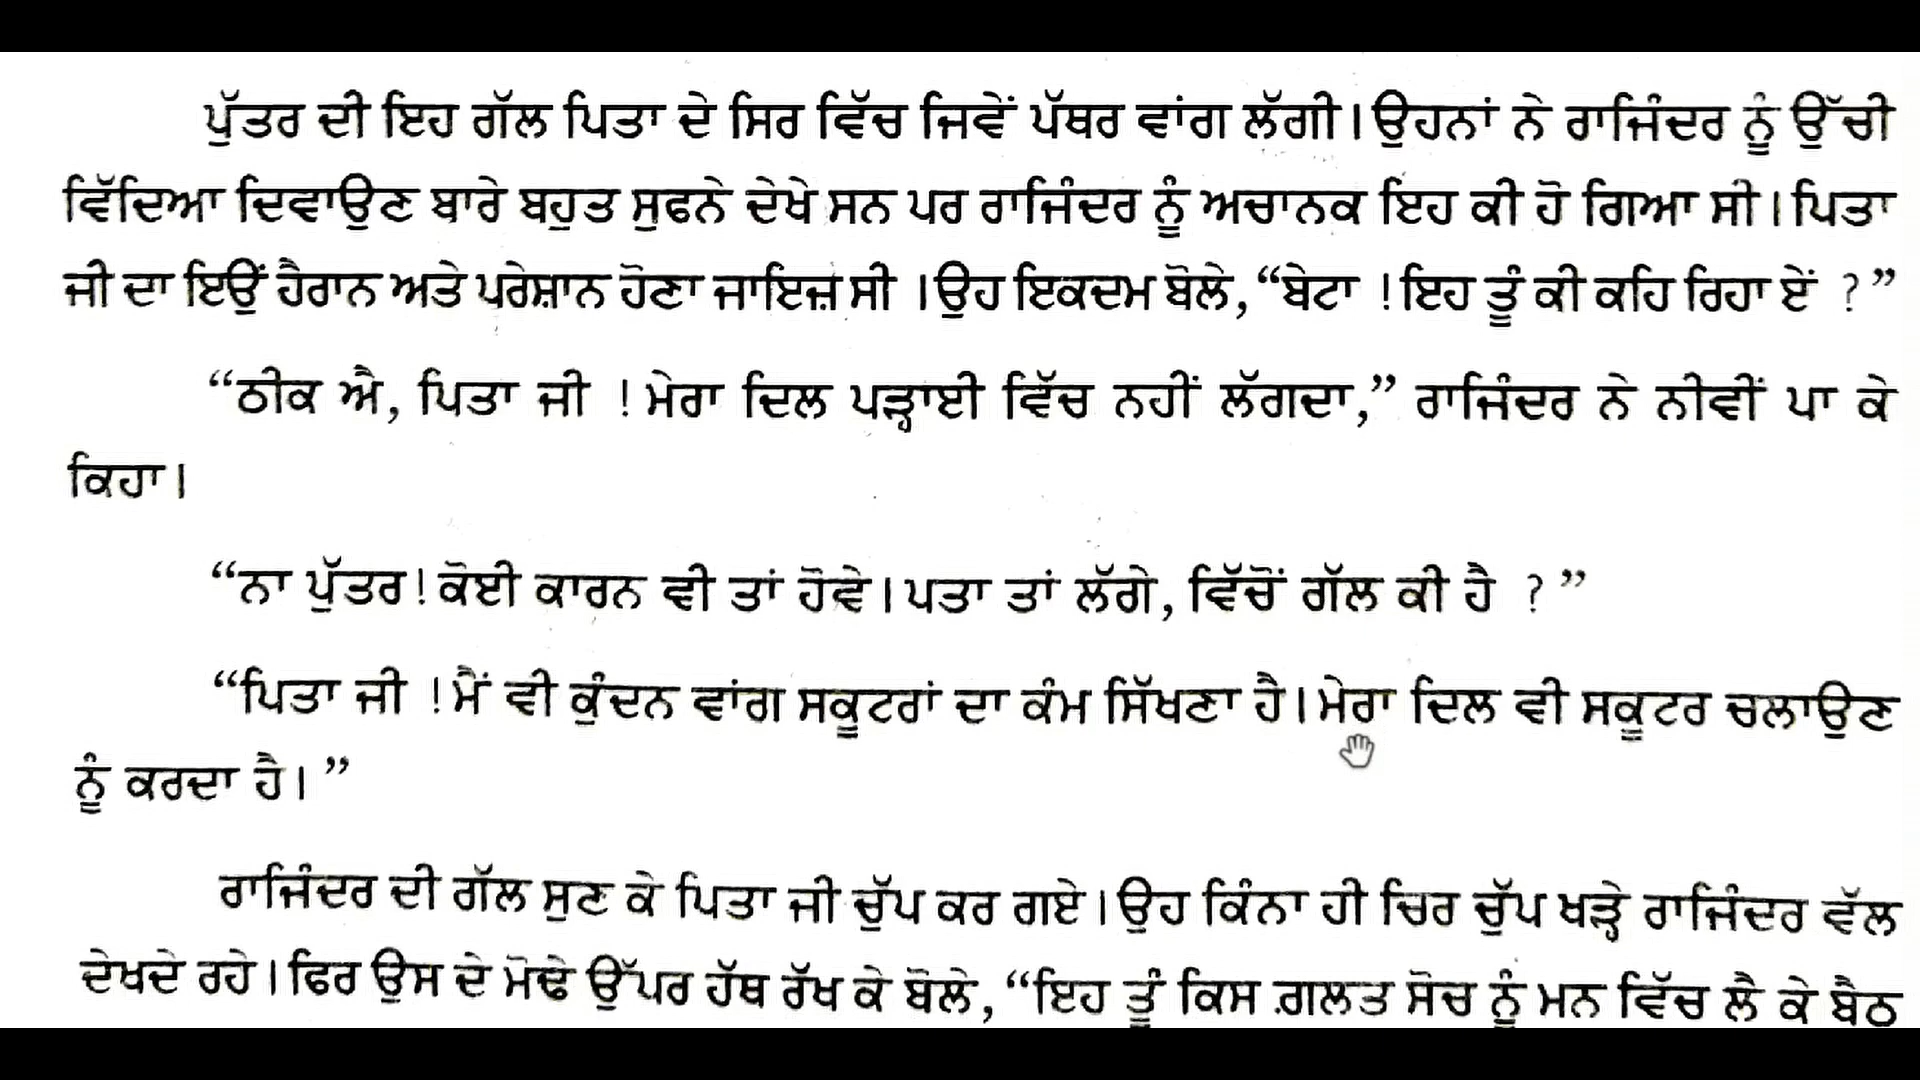 ਪੁੱਤਰ ਦੀ ਇਹ ਗੱਲ ਪਿਤਾ ਦੇ ਸਿਰ ਵਿੱਚ ਜਿਵੇਂ ਪੱਥਰ ਵਾਂਗ ਲੱਗੀ। ਉਹਨਾਂ ਨੇ ਰਾਜਿੰਦਰ ਨੂੰ ਉੱਚੀ
ਵਿੱਦਿਆ ਦਿਵਾਉਣ ਬਾਰੇ ਬਹੁਤ ਸੁਫਨੇ ਦੇਖੇ ਸਨ ਪਰ ਰਾਜਿੰਦਰ ਨੂੰ ਅਚਾਨਕ ਇਹ ਕੀ ਹੋ ਗਿਆ ਸੀ। ਪਿਤਾ
ਜੀ ਦਾ ਇਉਂ ਹੈਰਾਨ ਅਤੇ ਪਰੇਸ਼ਾਨ ਹੋਣਾ ਜਾਇਜ਼ ਸੀ । ਉਹ ਇਕਦਮ ਬੋਲੇ, “ਬੇਟਾ ! ਇਹ ਤੂੰ ਕੀ ਕਹਿ ਰਿਹਾ ਏਂ ?”
“ਠੀਕ ਐ, ਪਿਤਾ ਜੀ ! ਮੇਰਾ ਦਿਲ ਪੜ੍ਹਾਈ ਵਿੱਚ ਨਹੀਂ ਲੱਗਦਾ,” ਰਾਜਿੰਦਰ ਨੇ ਨੀਵੀਂ ਪਾ ਕੇ
ਕਿਹਾ।
“ਨਾ ਪੁੱਤਰ! ਕੋਈ ਕਾਰਨ ਵੀ ਤਾਂ ਹੋਵੇ। ਪਤਾ ਤਾਂ ਲੱਗੇ, ਵਿੱਚੋਂ ਗੱਲ ਕੀ ਹੈ ?”
“ਪਿਤਾ ਜੀ ! ਮੈਂ ਵੀ ਕੁੰਦਨ ਵਾਂਗ ਸਕੂਟਰਾਂ ਦਾ ਕੰਮ ਸਿੱਖਣਾ ਹੈ। ਮੇਰਾ ਦਿਲ ਵੀ ਸਕੂਟਰ ਚਲਾਉਣ
ਨੂੰ ਕਰਦਾ ਹੈ। ”
ਰਾਜਿੰਦਰ ਦੀ ਗੱਲ ਸੁਣ ਕੇ ਪਿਤਾ ਜੀ ਚੁੱਪ ਕਰ ਗਏ। ਉਹ ਕਿੰਨਾ ਹੀ ਚਿਰ ਚੁੱਪ ਖੜ੍ਹੇ ਰਾਜਿੰਦਰ ਵੱਲ
ਦੇਖਦੇ ਰਹੇ। ਫਿਰ ਉਸ ਦੇ ਮੋਢੇ ਉੱਪਰ ਹੱਥ ਰੱਖ ਕੇ ਬੋਲੇ, “ਇਹ ਤੂੰ ਕਿਸ ਗ਼ਲਤ ਸੋਚ ਨੂੰ ਮਨ ਵਿੱਚ ਲੈ ਕੇ ਬੈਠ